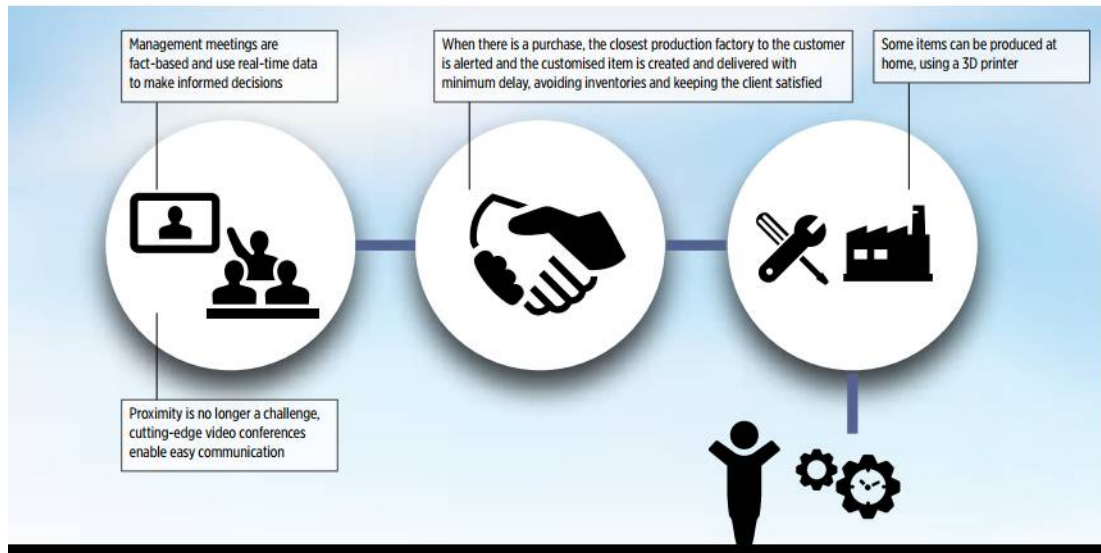 Management meetings are
fact-based and use real-time data
to make informed decisions
When there is a purchase, the closest production factory to the customer
is alerted and the customised item is created and delivered with
minimum delay, avoiding inventories and keeping the client satisfied
Some items can be produced at
home, using a 3D printer
Proximity is no longer a challenge,
cutting-edge video conferences
enable easy communication